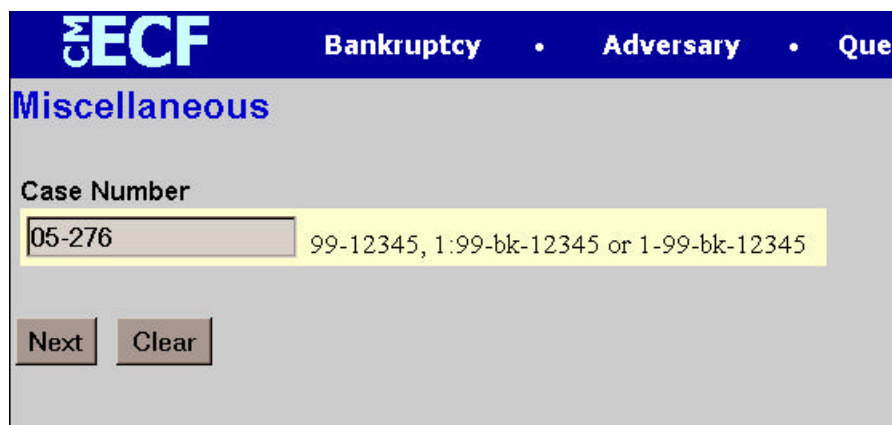 CM ECF Bankruptcy • Adversary • Que
Miscellaneous
Case Number
05-276 99-12345, 1:99-bk-12345 or 1-99-bk-12345
Next Clear